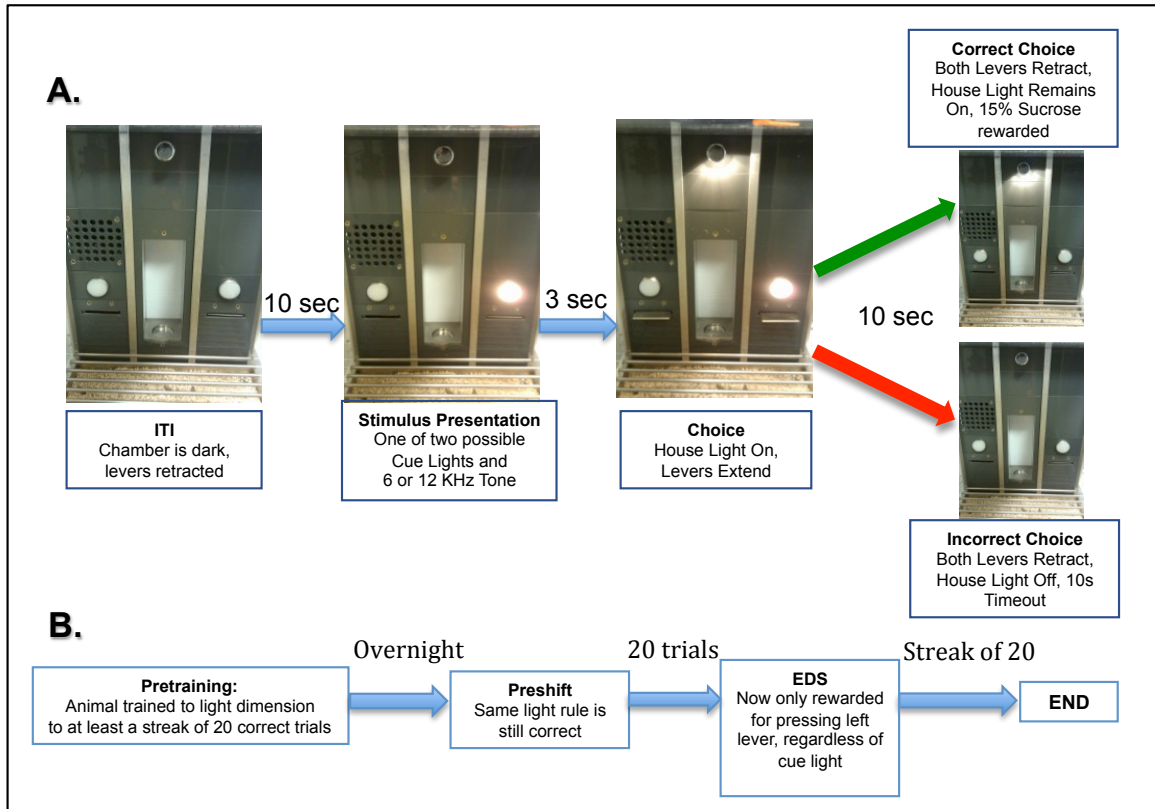 A.
ITI
Chamber is dark,
levers retracted
10 sec
Stimulus Presentation
One of two possible
Cue Lights and
6 or 12 KHz Tone
3 sec
Choice
House Light On,
Levers Extend
10 sec
Correct Choice
Both Levers Retract,
House Light Remains
On, 15% Sucrose
rewarded
Incorrect Choice
Both Levers Retract,
House Light Off, 10s
Timeout
B.
Pretraining:
Animal trained to light dimension
to at least a streak of 20 correct trials
Overnight
Preshift
Same light rule is
still correct
20 trials
EDS
Now only rewarded
for pressing left
lever, regardless of
cue light
Streak of 20
END